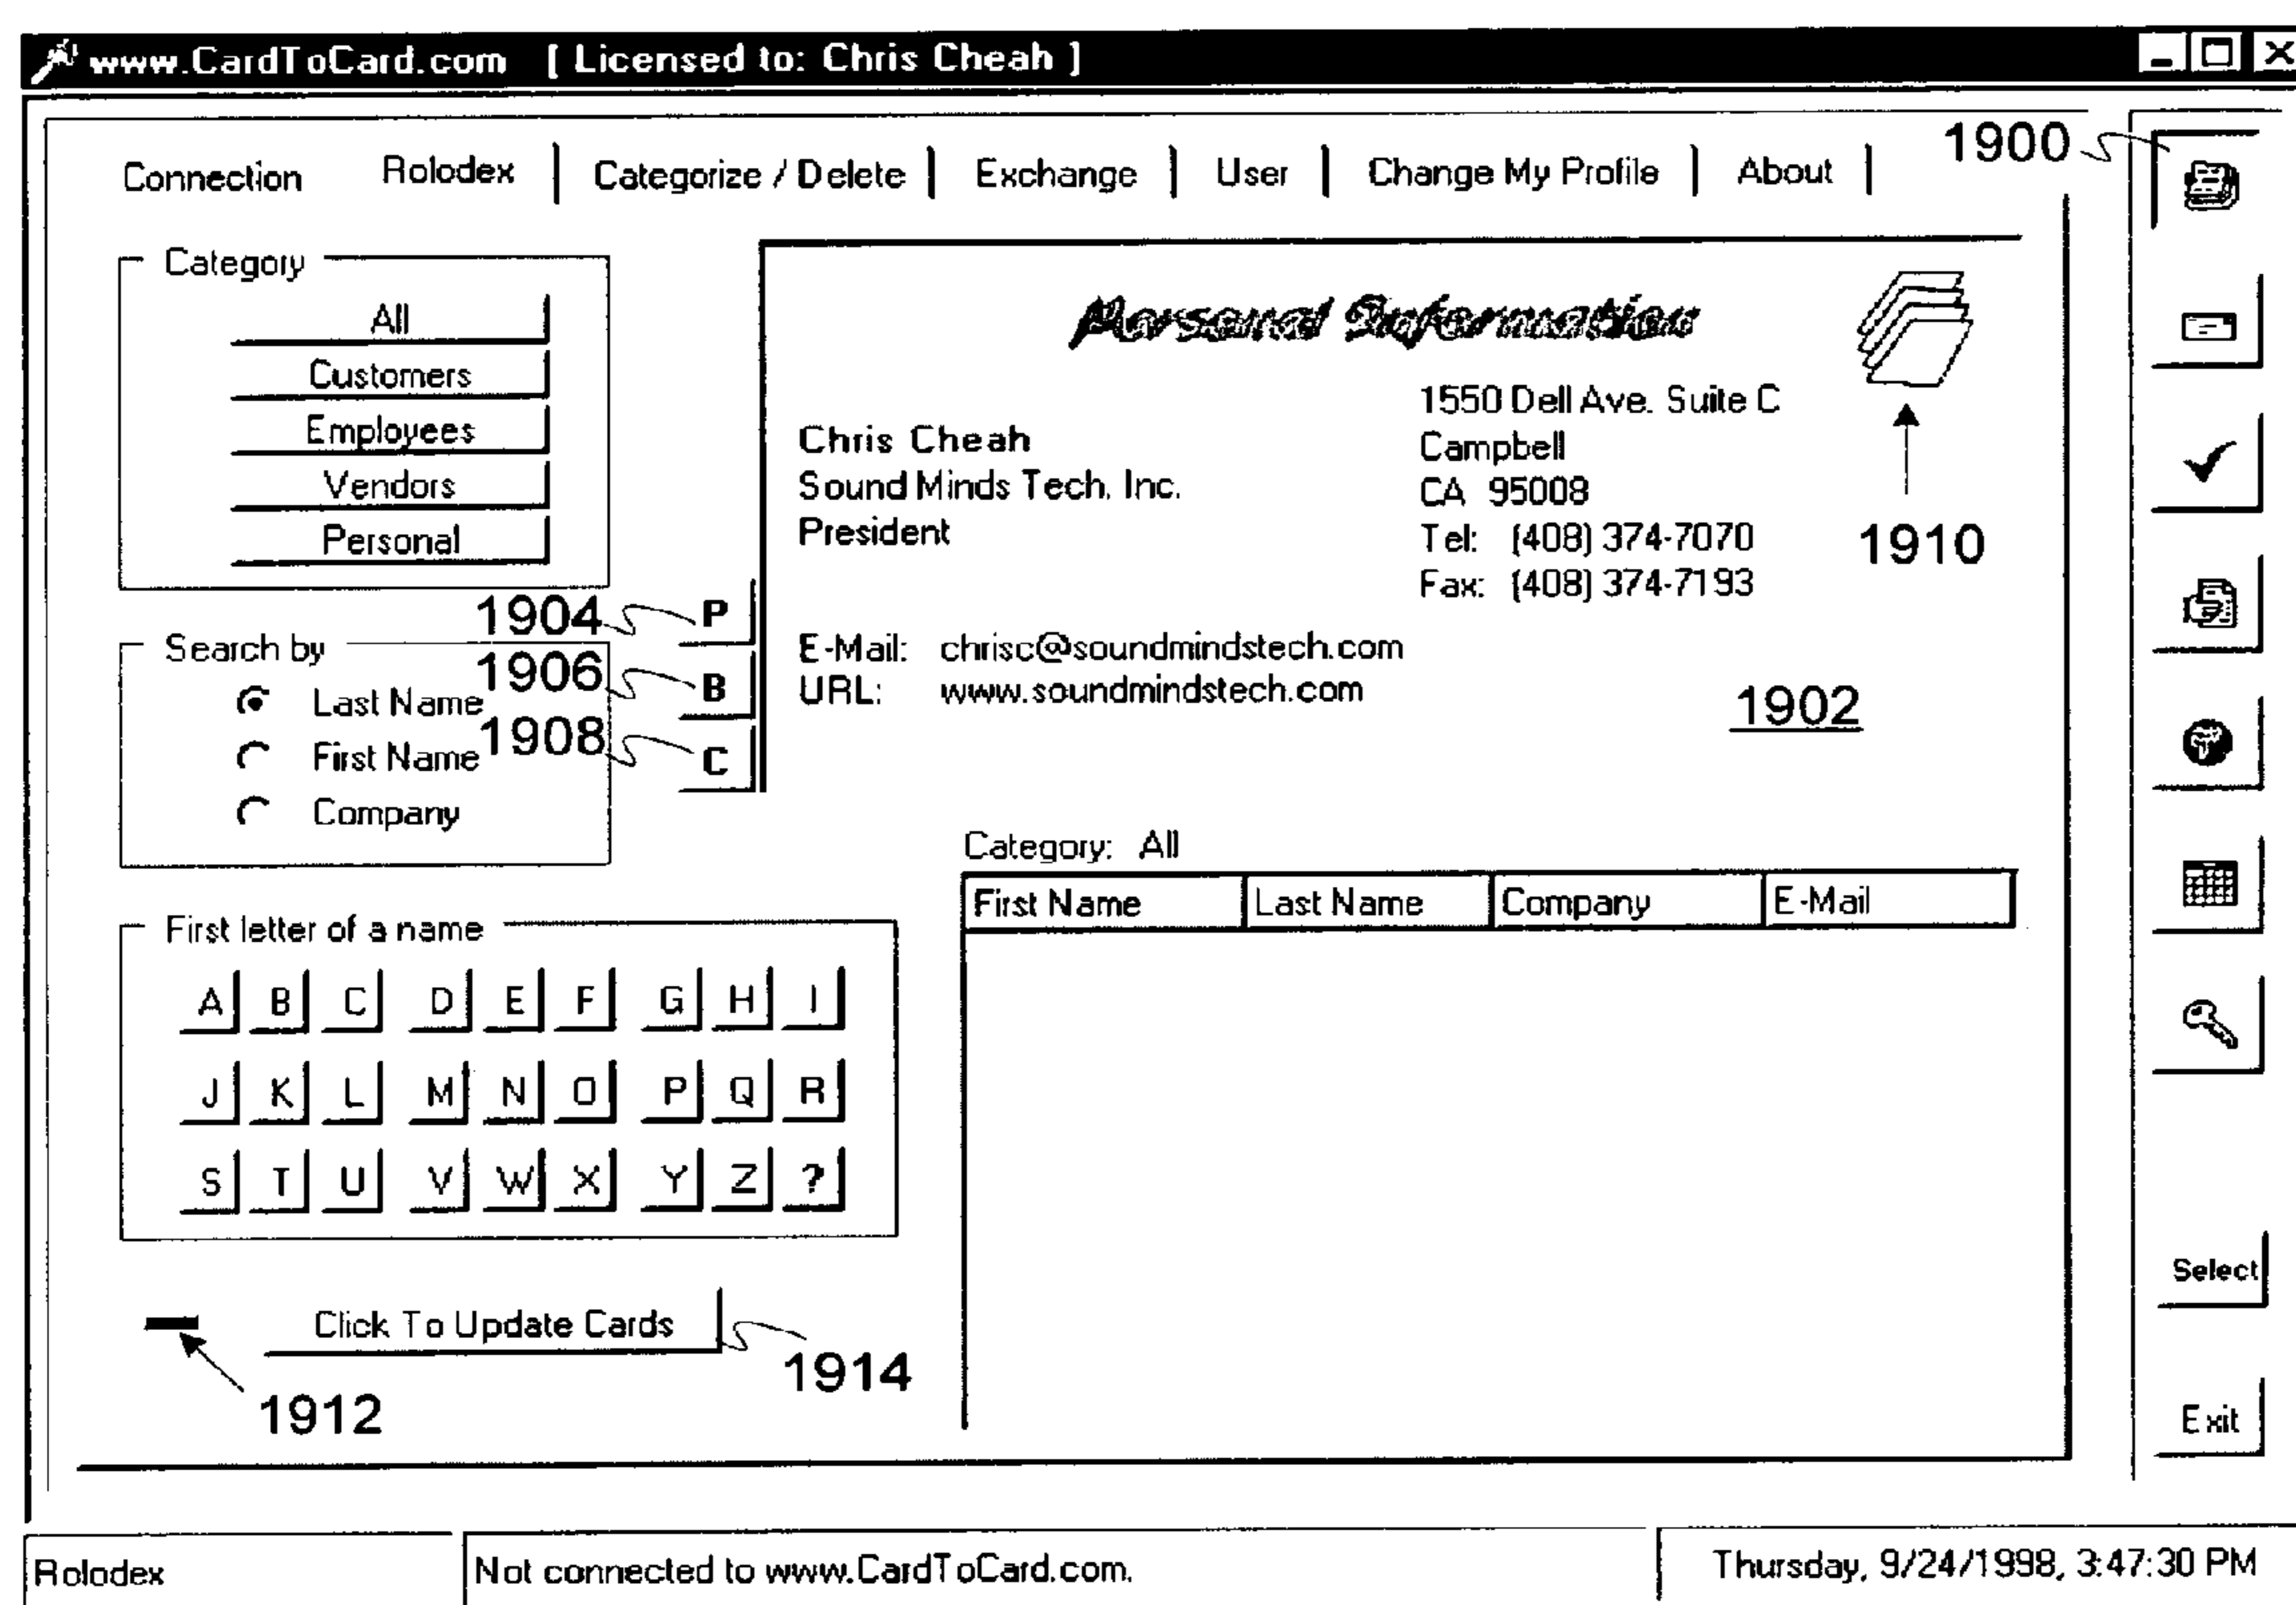 www.CardToCard.com [ Licensed to: Chris Cheah ]
1900
Connection Rolodex Categorize / Delete Exchange User Change My Profile About
Category
All
Customers
Employees
Vendors
Personal
Personal Information
Chris Cheah
Sound Minds Tech. Inc.
President
1550 Dell Ave. Suite C
Campbell
CA 95008
Tel: (408) 374-7070
Fax: (408) 374-7193
1910
E-Mail: chrisc@soundmindstech.com
URL: www.soundmindstech.com
1902
1904 P
1906 B
1908 C
Search by
Last Name
First Name
Company
Category: All
First Name Last Name Company E-Mail
First letter of a name
A B C D E F G H I
J K L M N O P Q R
S T U V W X Y Z ?
Click To Update Cards
1914
1912
Select
Exit
Rolodex Not connected to www.CardToCard.com. Thursday, 9/24/1998, 3:47:30 PM